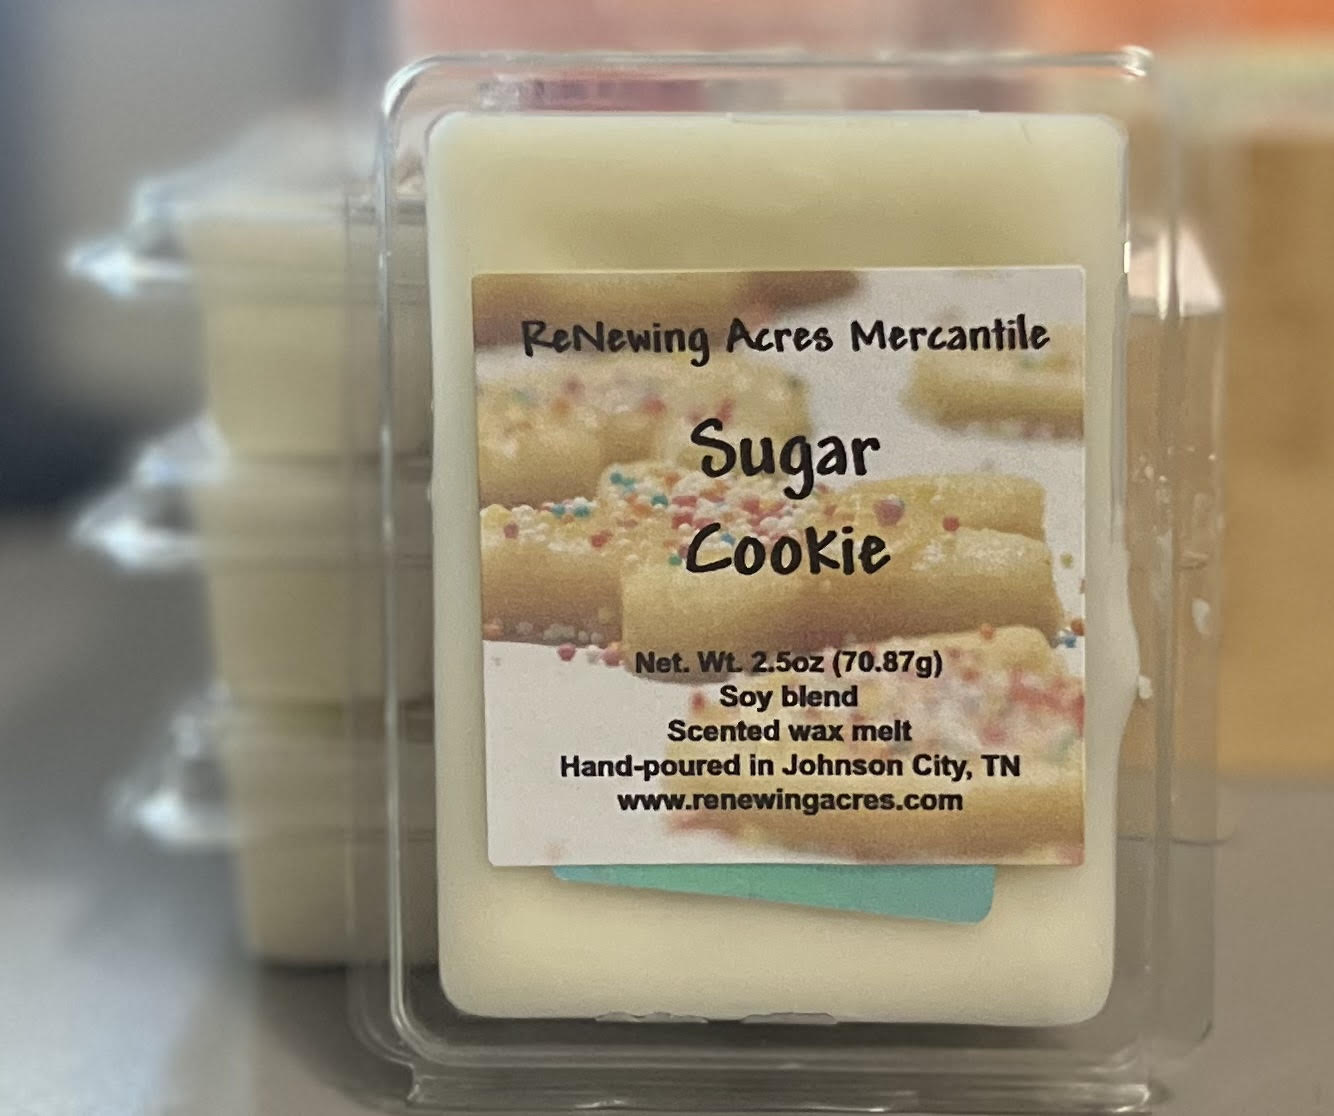 ReNewing Acres Mercantile
Sugar
Cookie
Net. Wt. 2.5oz (70.87g)
Soy blend
Scented wax melt
Hand-poured in Johnson City, TN
www.renewingacres.com